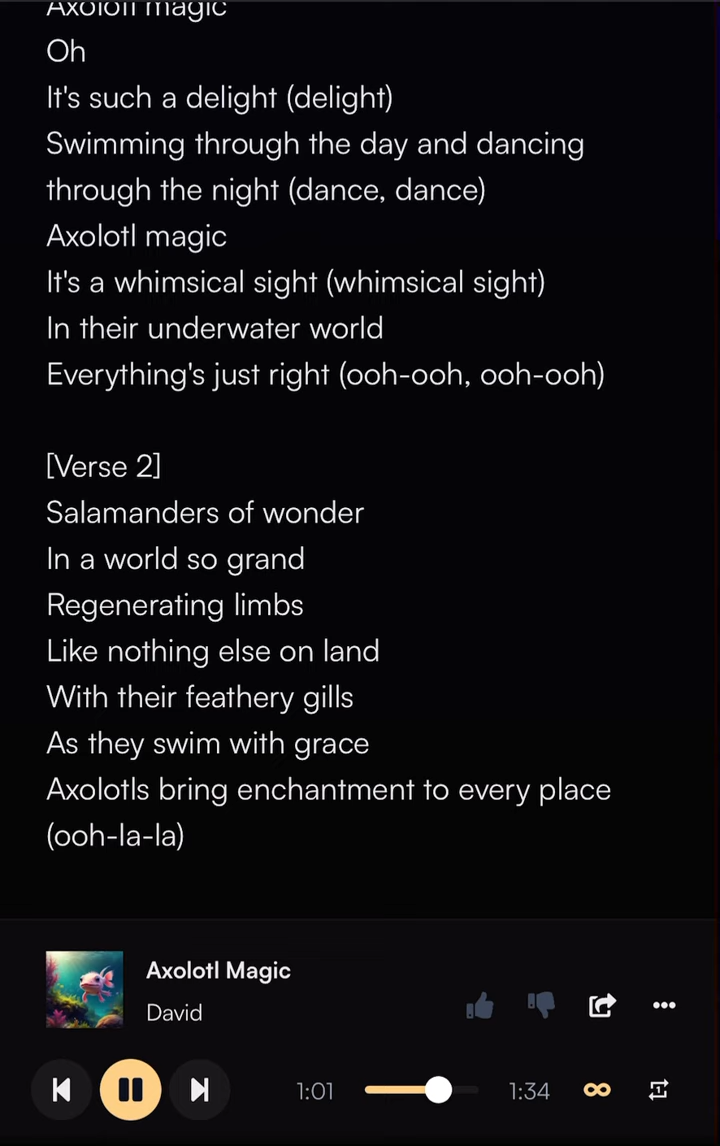 Axolotl magic
Oh
It's such a delight (delight)
Swimming through the day and dancing
through the night (dance, dance)
Axolotl magic
It's a whimsical sight (whimsical sight)
In their underwater world
Everything's just right (ooh-ooh, ooh-ooh)
[Verse 2]
Salamanders of wonder
In a world so grand
Regenerating limbs
Like nothing else on land
With their feathery gills
As they swim with grace
Axolotls bring enchantment to every place
(ooh-la-la)
Axolotl Magic
David
1:01
1:34